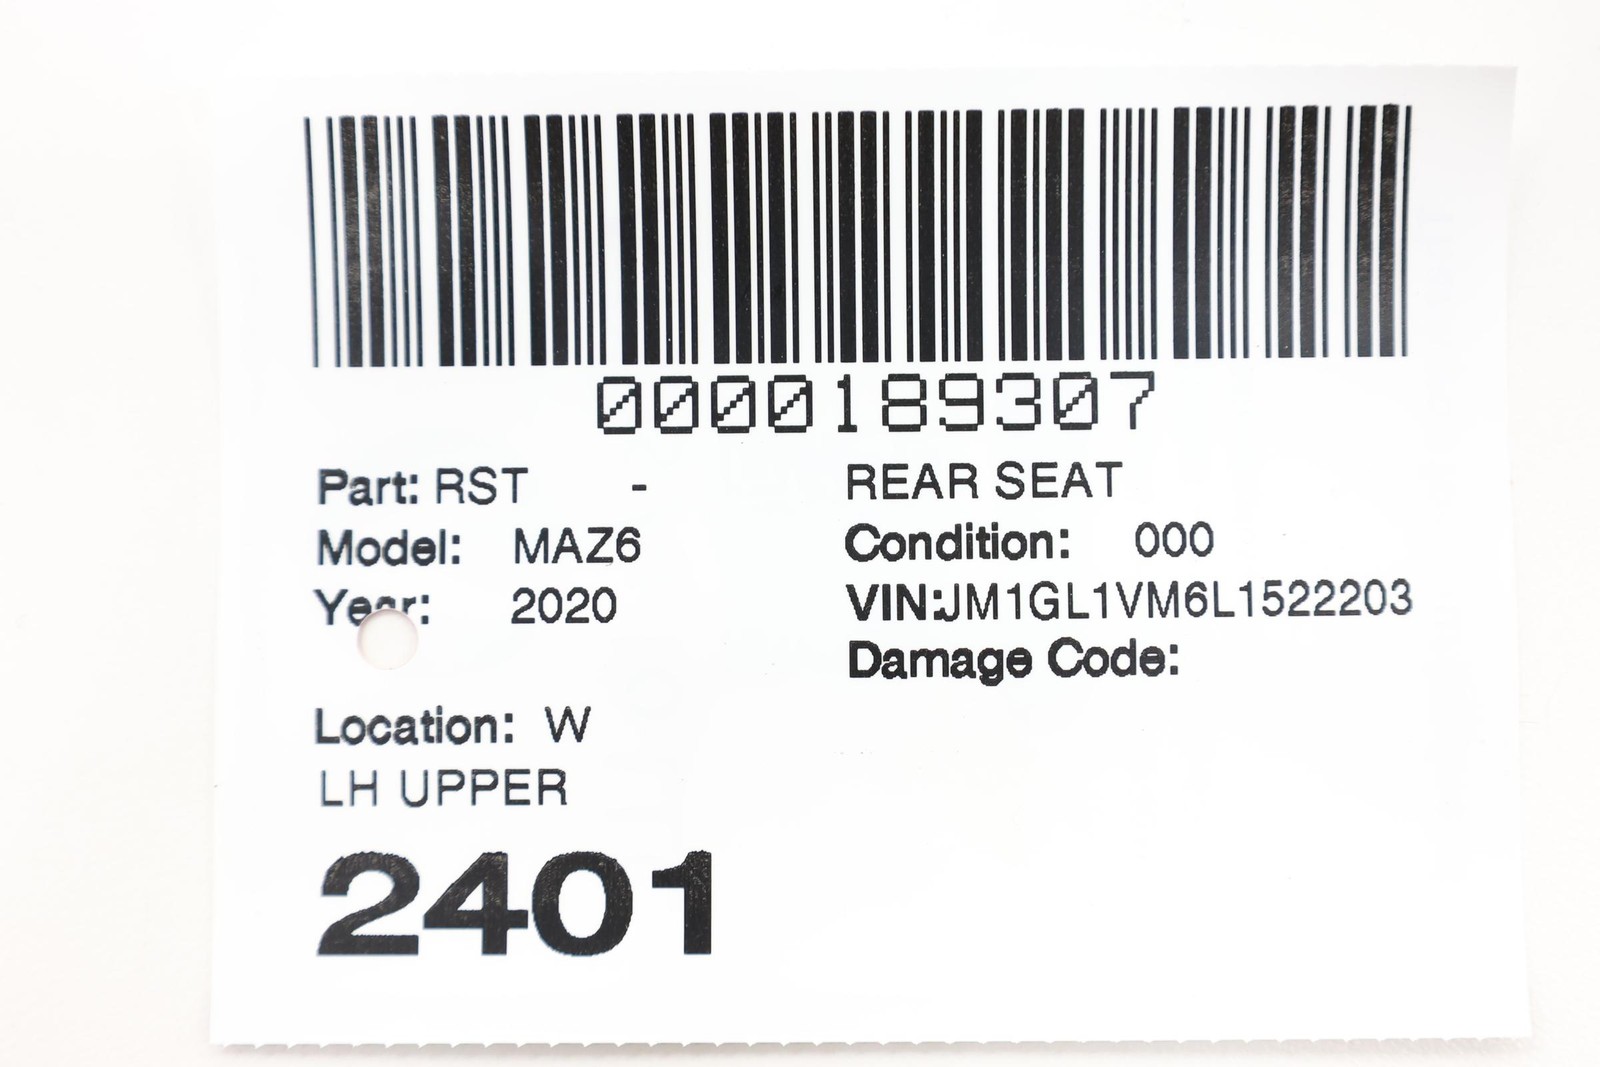 0000189307
Part: RST - REAR SEAT
Model: MAZ6 Condition: 000
Year: 2020 VIN:JM1GL1VM6L1522203
Damage Code:
Location: W
LH UPPER
2401